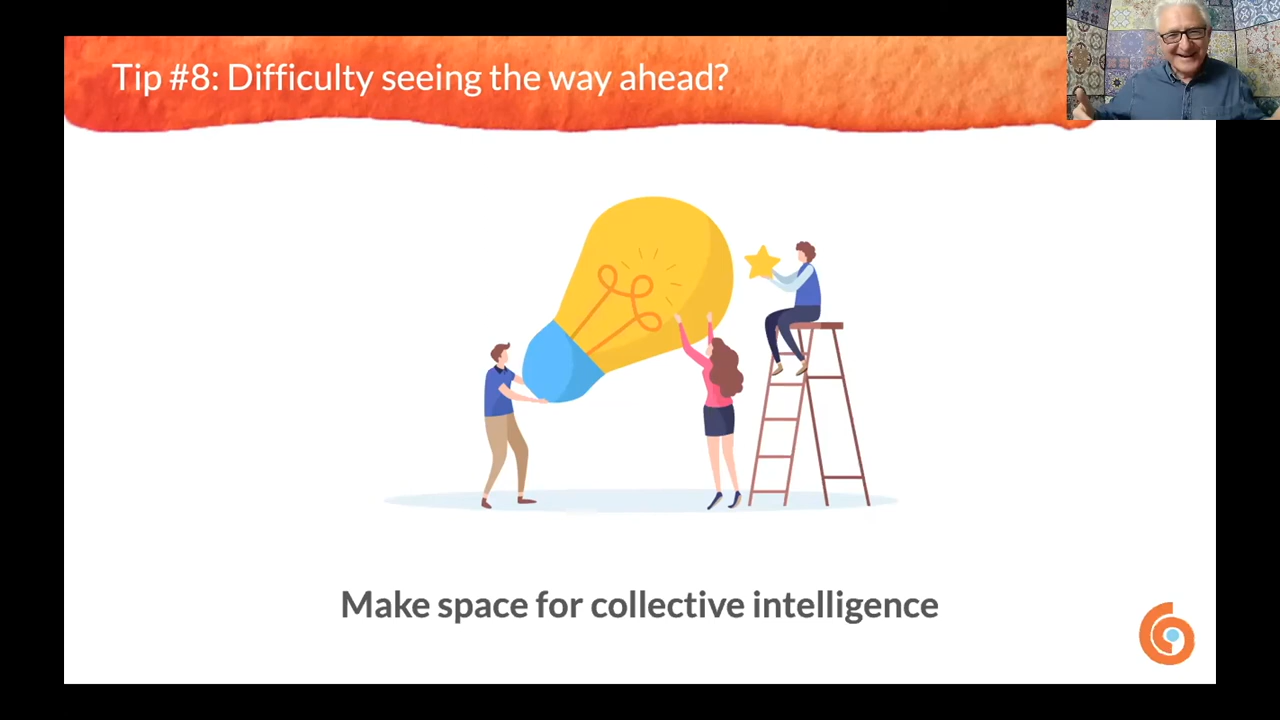 Tip #8: Difficulty seeing the way ahead?
Make space for collective intelligence